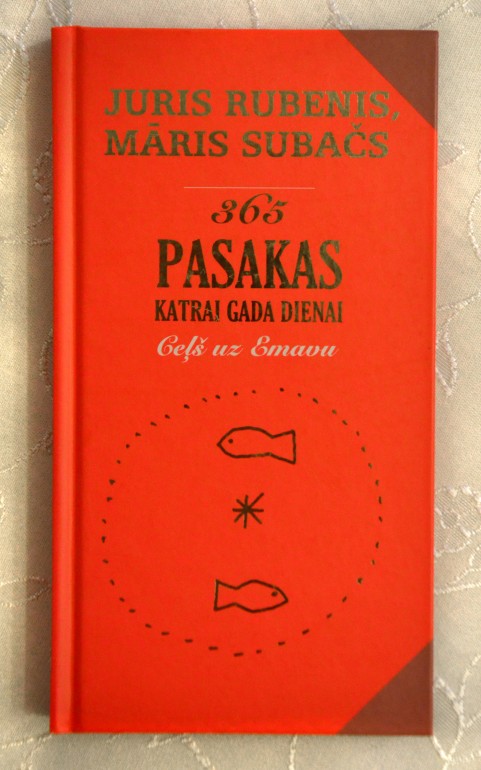 JURIS RUBENIS,
MĀRIS SUBAČS
365
PASAKAS
KATRAI GADA DIENAI
Ceļš uz Emavu